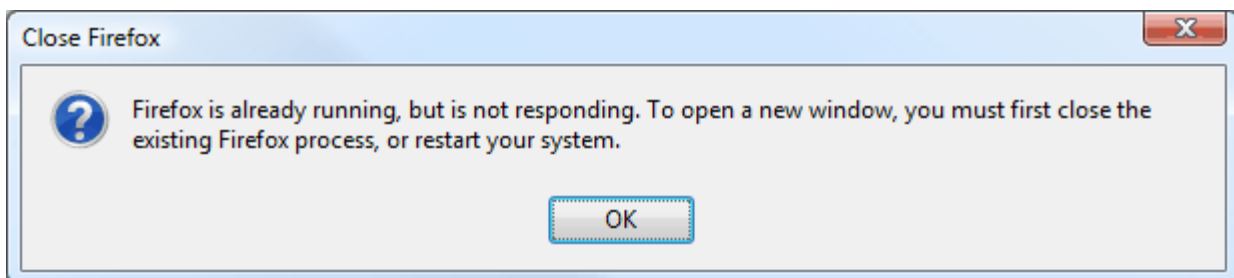 Close Firefox
Firefox is already running, but is not responding. To open a new window, you must first close the
existing Firefox process, or restart your system.
OK